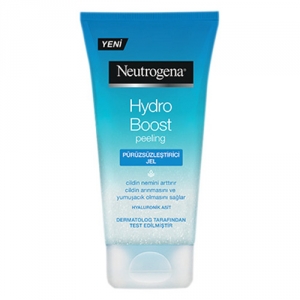 YENİ
Neutrogena®
Hydro
Boost
peeling
PÜRÜZSÜZLEŞTİRİCİ
JEL
cildin nemini arttırır
cildin arınmasını ve
yumuşacık olmasını sağlar
HYALURONİK ASİT
DERMATOLOG TARAFINDAN
TEST EDİLMİŞTİR